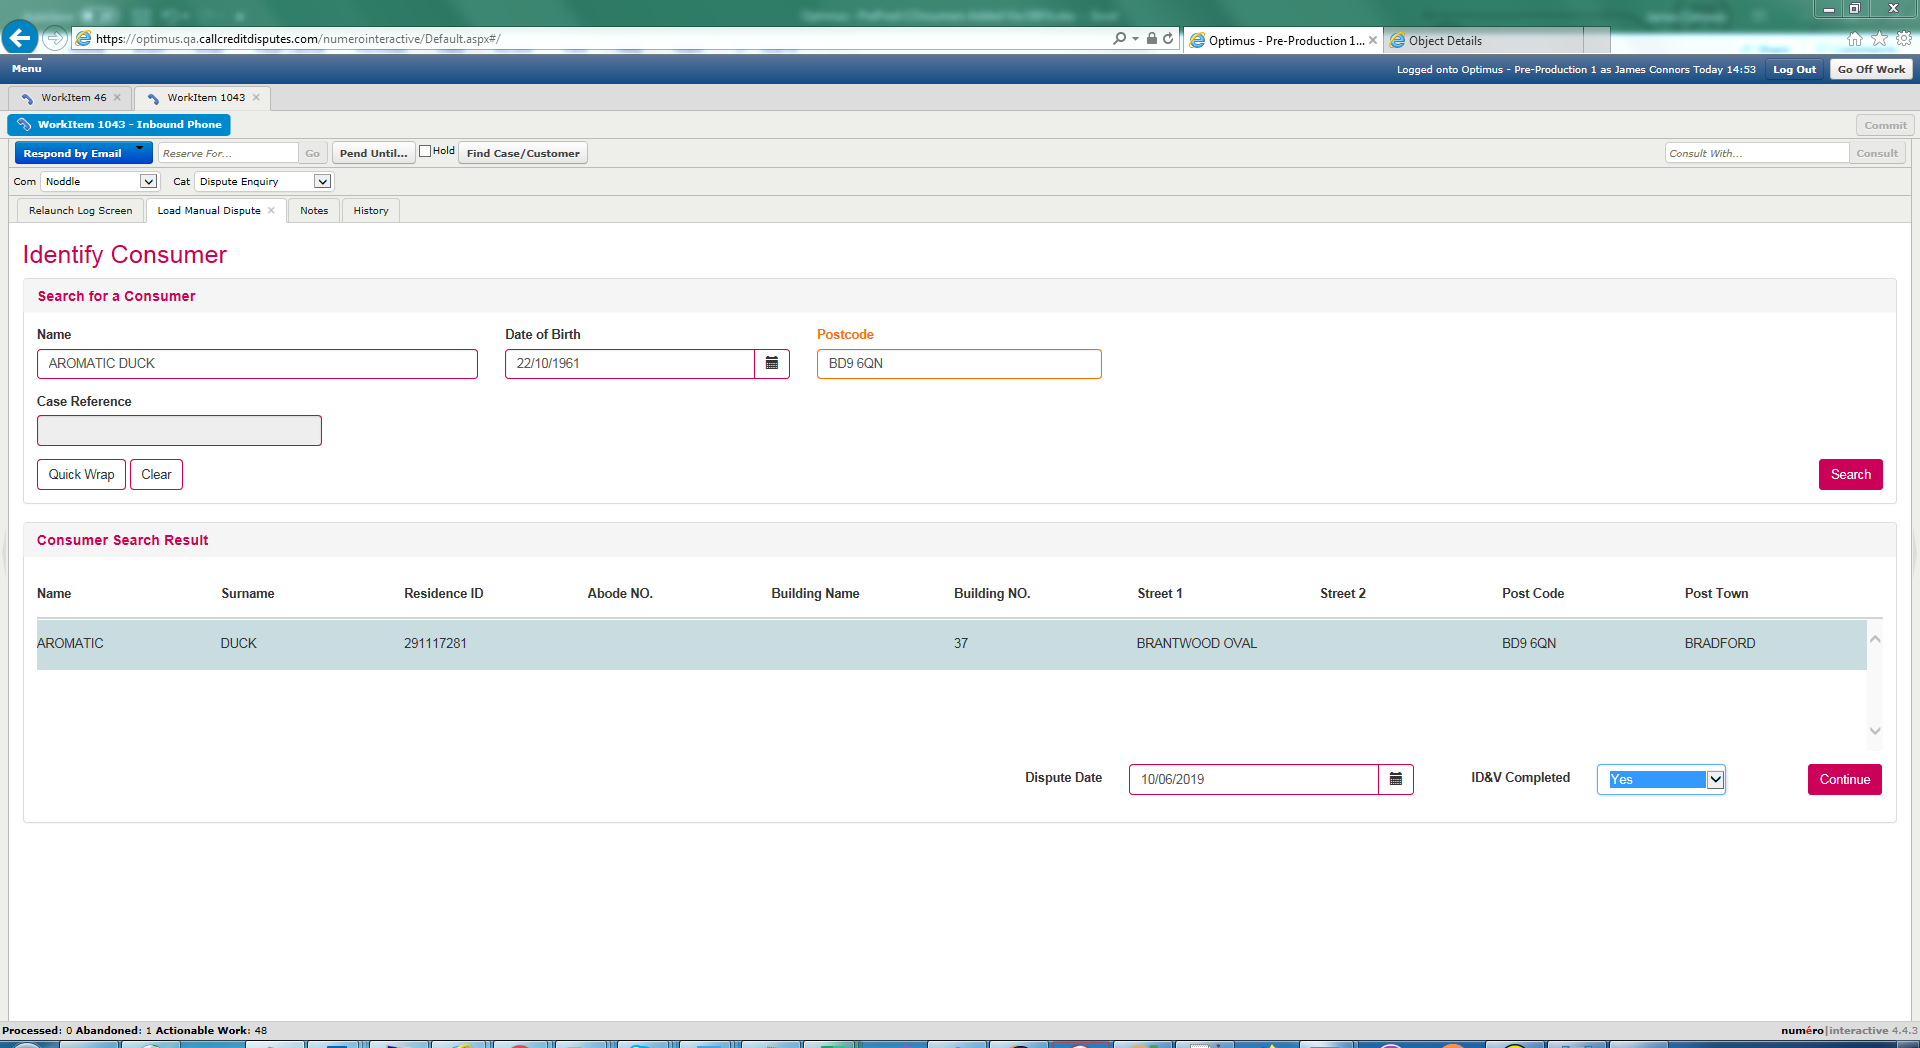 https://optimus.qa.callcreditdisputes.com/numerointeractive/Default.aspx#/
Optimus - Pre-Production 1...
Object Details
Menu
Logged onto Optimus - Pre-Production 1 as James Connors Today 14:53
Log Out
Go Off Work
WorkItem 46
WorkItem 1043
WorkItem 1043 - Inbound Phone
Commit
Respond by Email
Reserve For...
Go
Pend Until...
Hold
Find Case/Customer
Consult With...
Consult
Com Noddle
Cat Dispute Enquiry
Relaunch Log Screen
Load Manual Dispute
Notes
History
Identify Consumer
Search for a Consumer
Name Date of Birth Postcode
AROMATIC DUCK 22/10/1961 BD9 6QN
Case Reference
Quick Wrap Clear Search
Consumer Search Result
Name Surname Residence ID Abode NO. Building Name Building NO. Street 1 Street 2 Post Code Post Town
AROMATIC DUCK 291117281 37 BRANTWOOD OVAL BD9 6QN BRADFORD
Dispute Date 10/06/2019 ID&V Completed Yes Continue
Processed: 0 Abandoned: 1 Actionable Work: 48
numéro|interactive 4.4.3